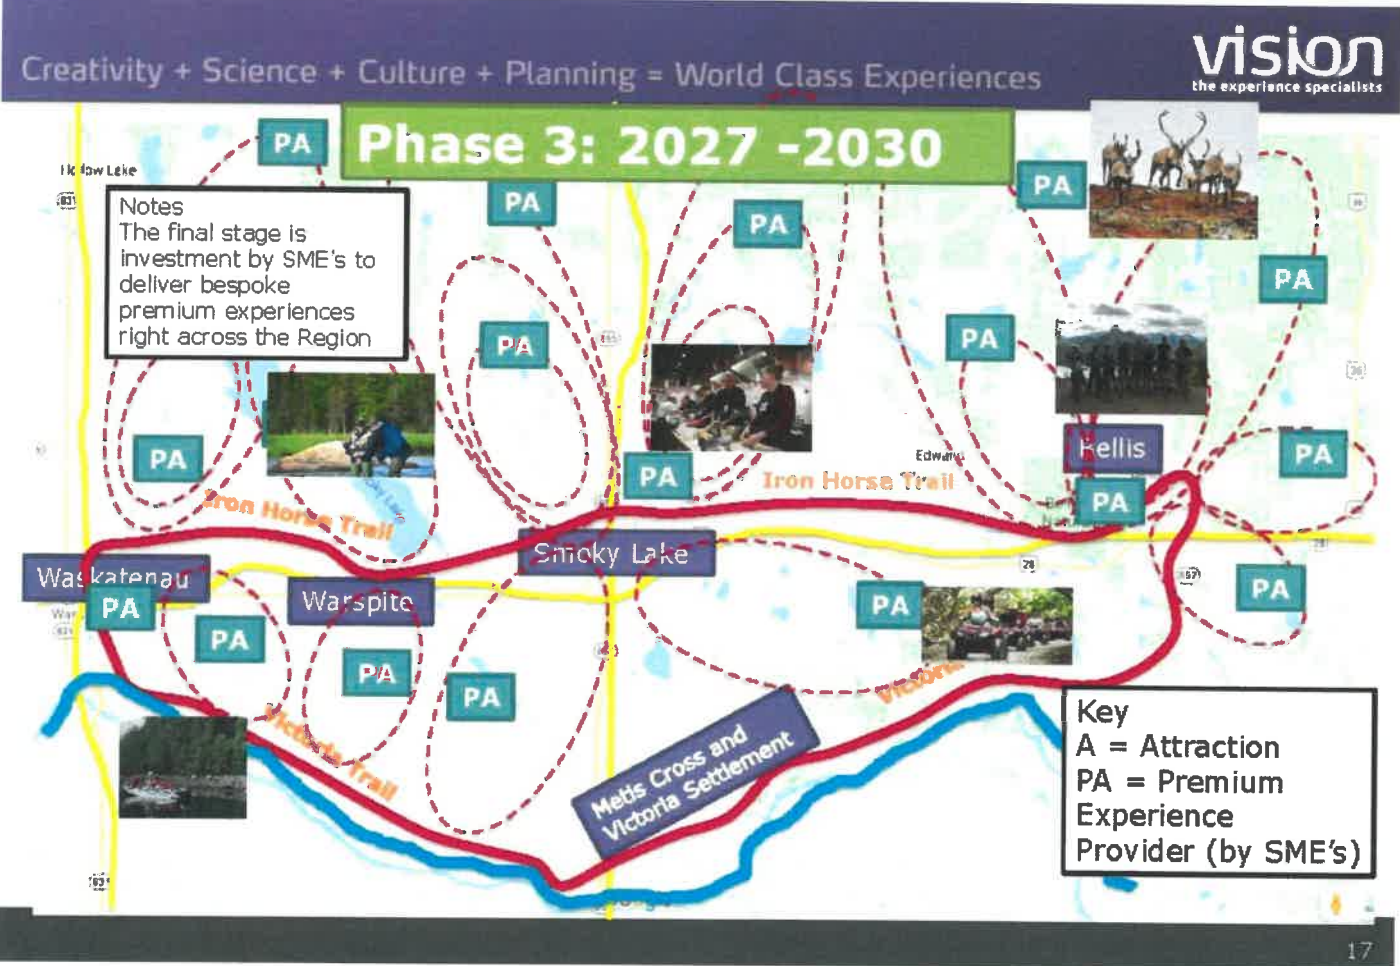 Creativity + Science + Culture + Planning = World Class Experiences
vision
the experience specialists
Phase 3: 2027 -2030
PA
PA
PA
PA
PA
Notes
The final stage is
investment by SME's to
deliver bespoke
premium experiences
right across the Region
PA
PA
PA
PA
PA
Iron Horse Trail
Iron Horse Trail
Rellis
PA
PA
Smoky Lake
Waskatenau
PA
Warspite
28
PA
PA
PA
PA
PA
Victoria Trail
Metis Cross and
Victoria Settlement
Key
A = Attraction
PA = Premium
Experience
Provider (by SME's)
17